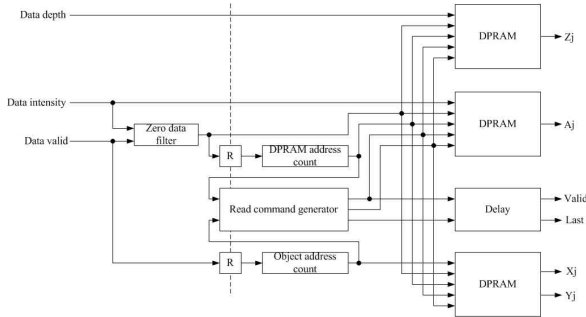 Data depth
DPRAM
Zj
Data intensity
Zero data
filter
DPRAM
Aj
Data valid
R
DPRAM address
count
Read command generator
Delay
Valid
Last
R
Object address
count
DPRAM
Xj
Yj